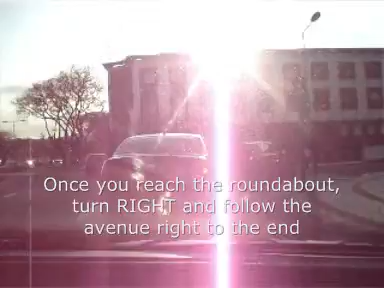 Once you reach the roundabout,
turn RIGHT and follow the
avenue right to the end